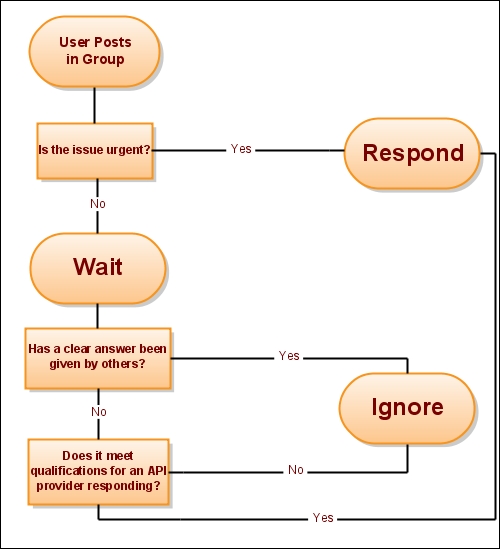 User Posts
in Group
Is the issue urgent?
Yes
Respond
No
Wait
Has a clear answer been
given by others?
Yes
Ignore
No
Does it meet
qualifications for an API
provider responding?
No
Yes